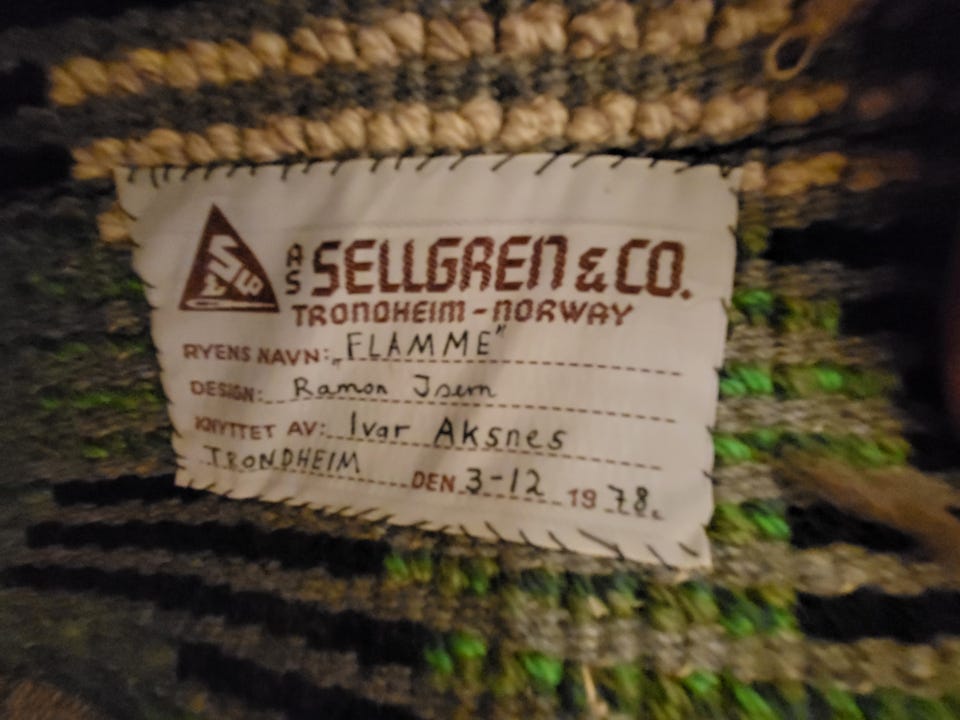 AS SELLGREN & CO.
TRONDHEIM - NORWAY
RYENS NAVN: „FLAMME"
DESIGN: Ramon Isern
KNYTTET AV: Ivar Aksnes
TRONDHEIM DEN 3-12 1978.